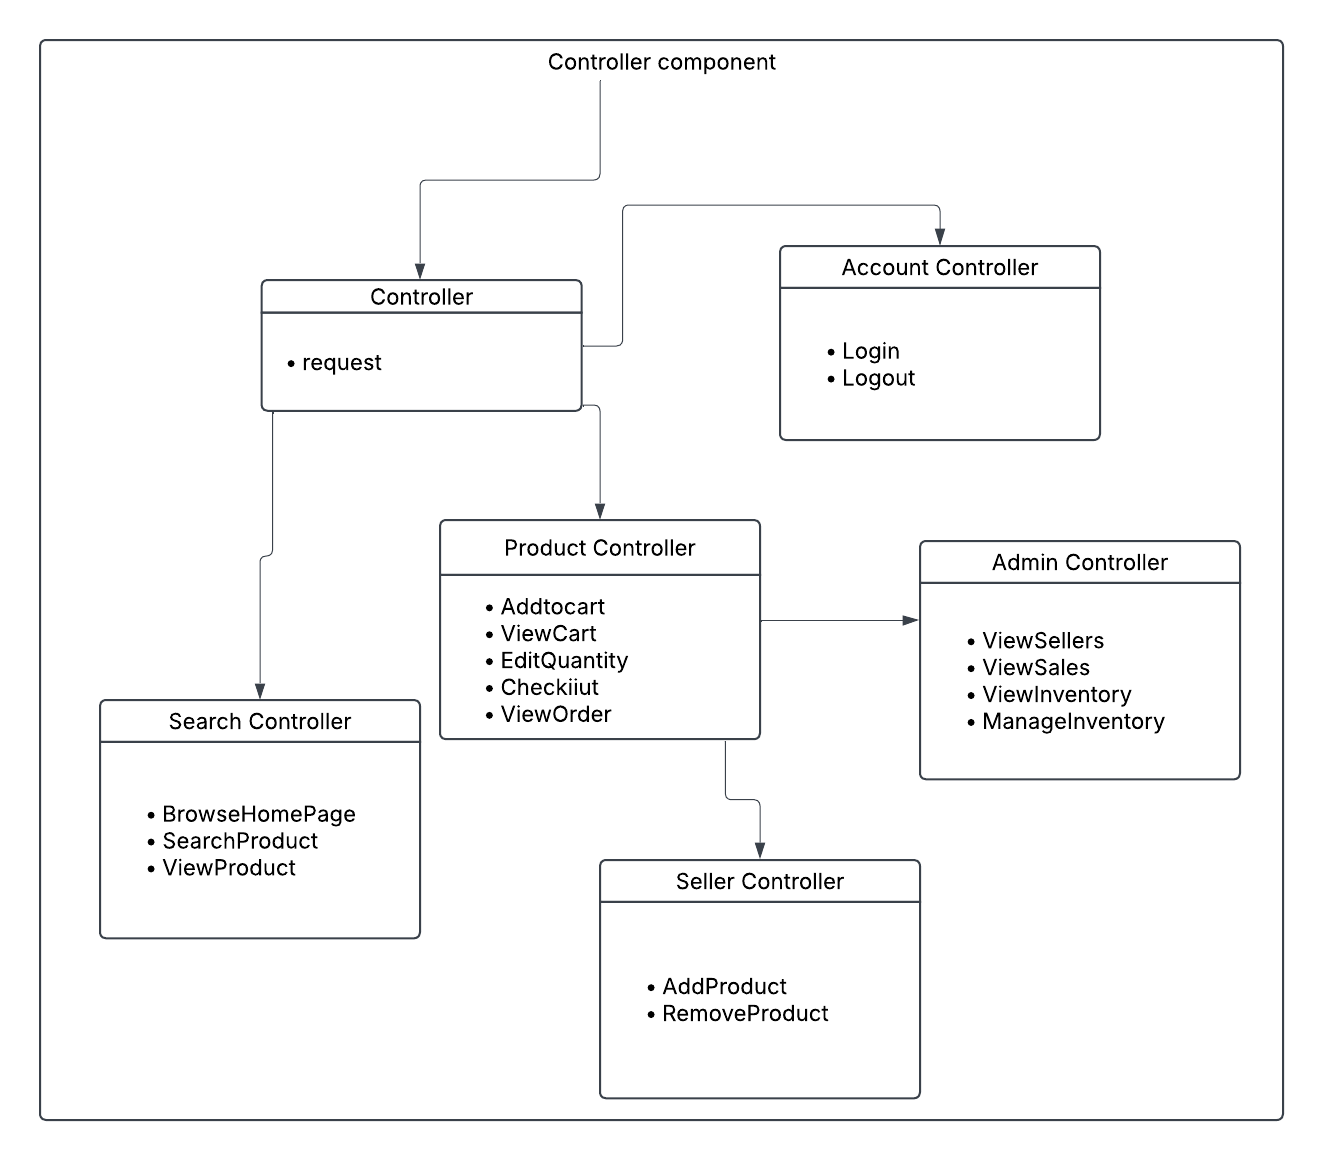 Controller component
Controller
• request
Account Controller
• Login
• Logout
Product Controller
• Addtocart
• ViewCart
• EditQuantity
• Checkiiut
• ViewOrder
Admin Controller
• ViewSellers
• ViewSales
• ViewInventory
• ManageInventory
Search Controller
• BrowseHomePage
• SearchProduct
• ViewProduct
Seller Controller
• AddProduct
• RemoveProduct